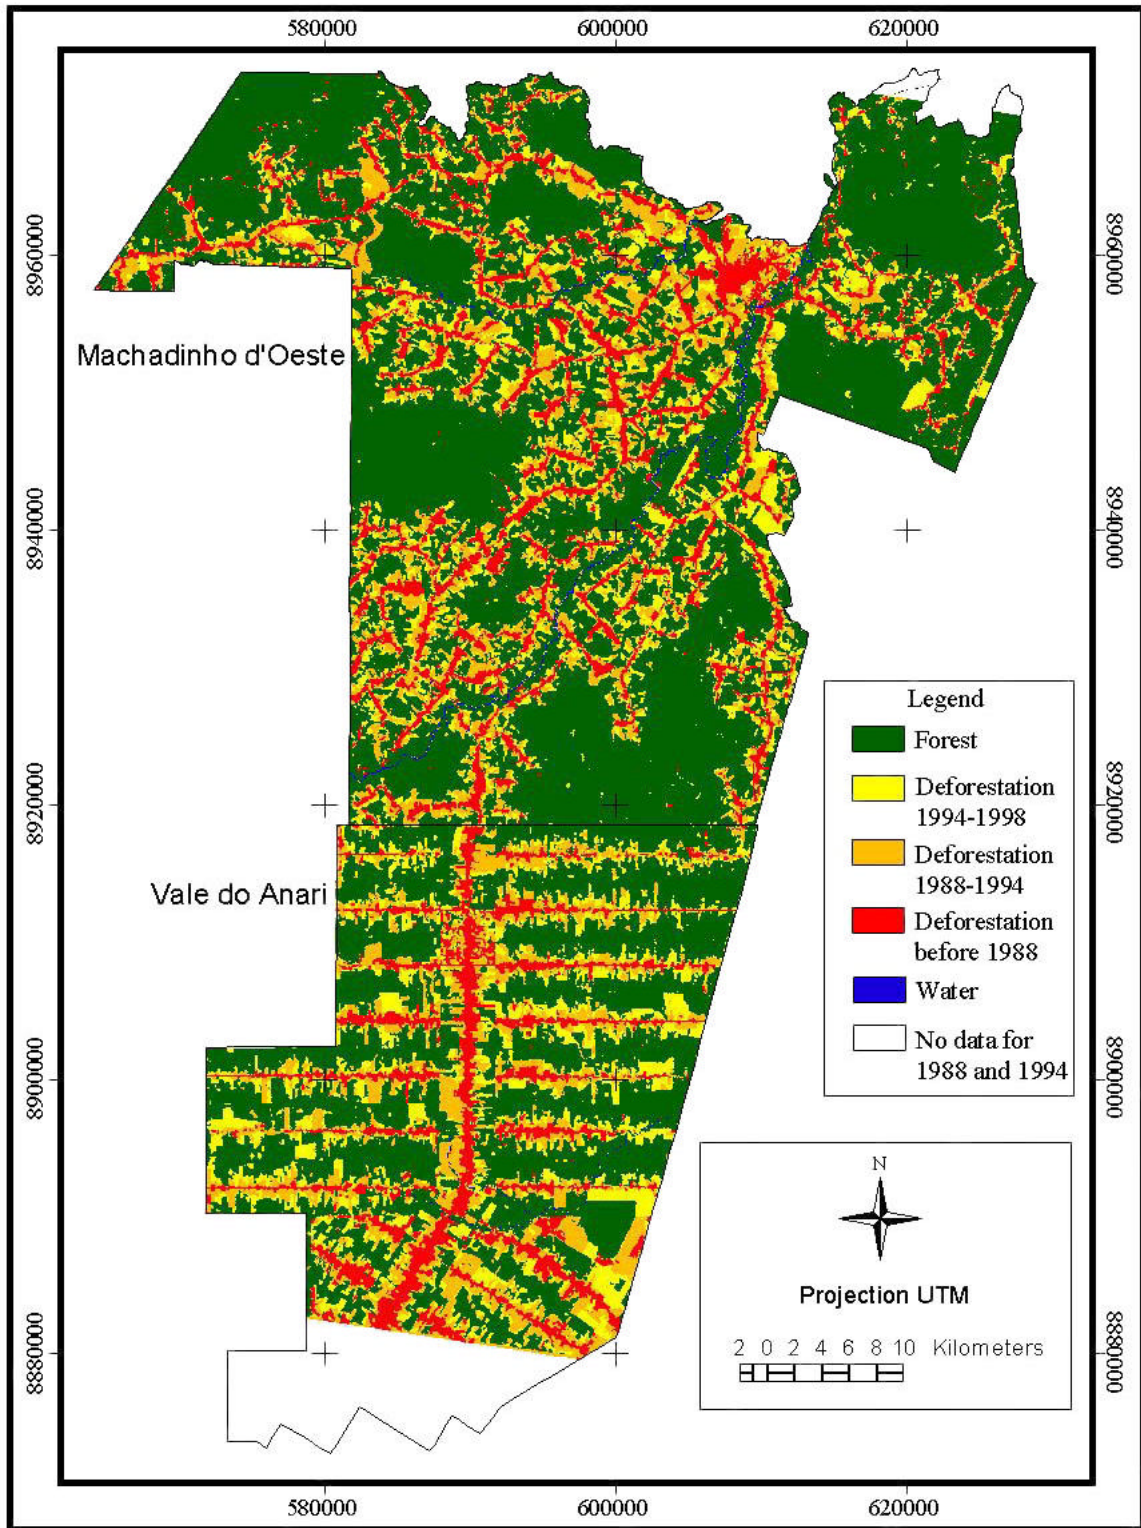 580000 600000 620000
8960000 8960000
Machadinho d'Oeste
8940000 8940000
Legend
Forest
Deforestation
1994-1998
Deforestation
1988-1994
Deforestation
before 1988
Water
No data for
1988 and 1994
8920000 8920000
Vale do Anari
8900000 8900000
N
Projection UTM
2 0 2 4 6 8 10 Kilometers
8880000 8880000
580000 600000 620000